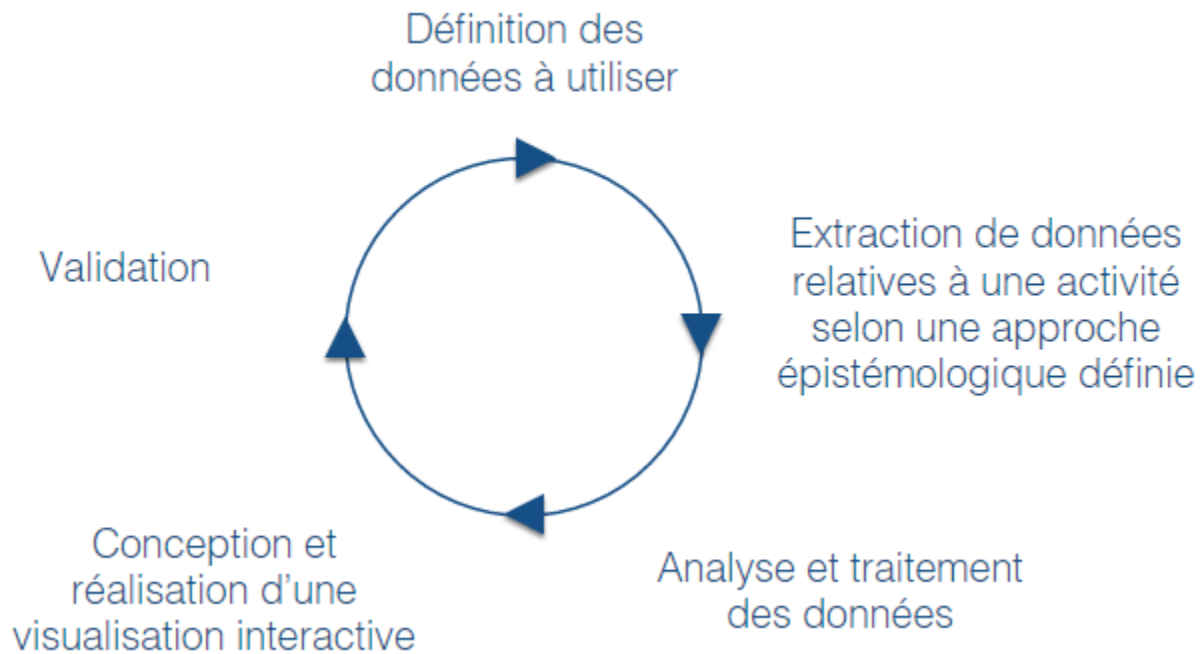 Définition des
données à utiliser
Extraction de données
relatives à une activité
selon une approche
épistémologique définie
Analyse et traitement
des données
Conception et
réalisation d'une
visualisation interactive
Validation